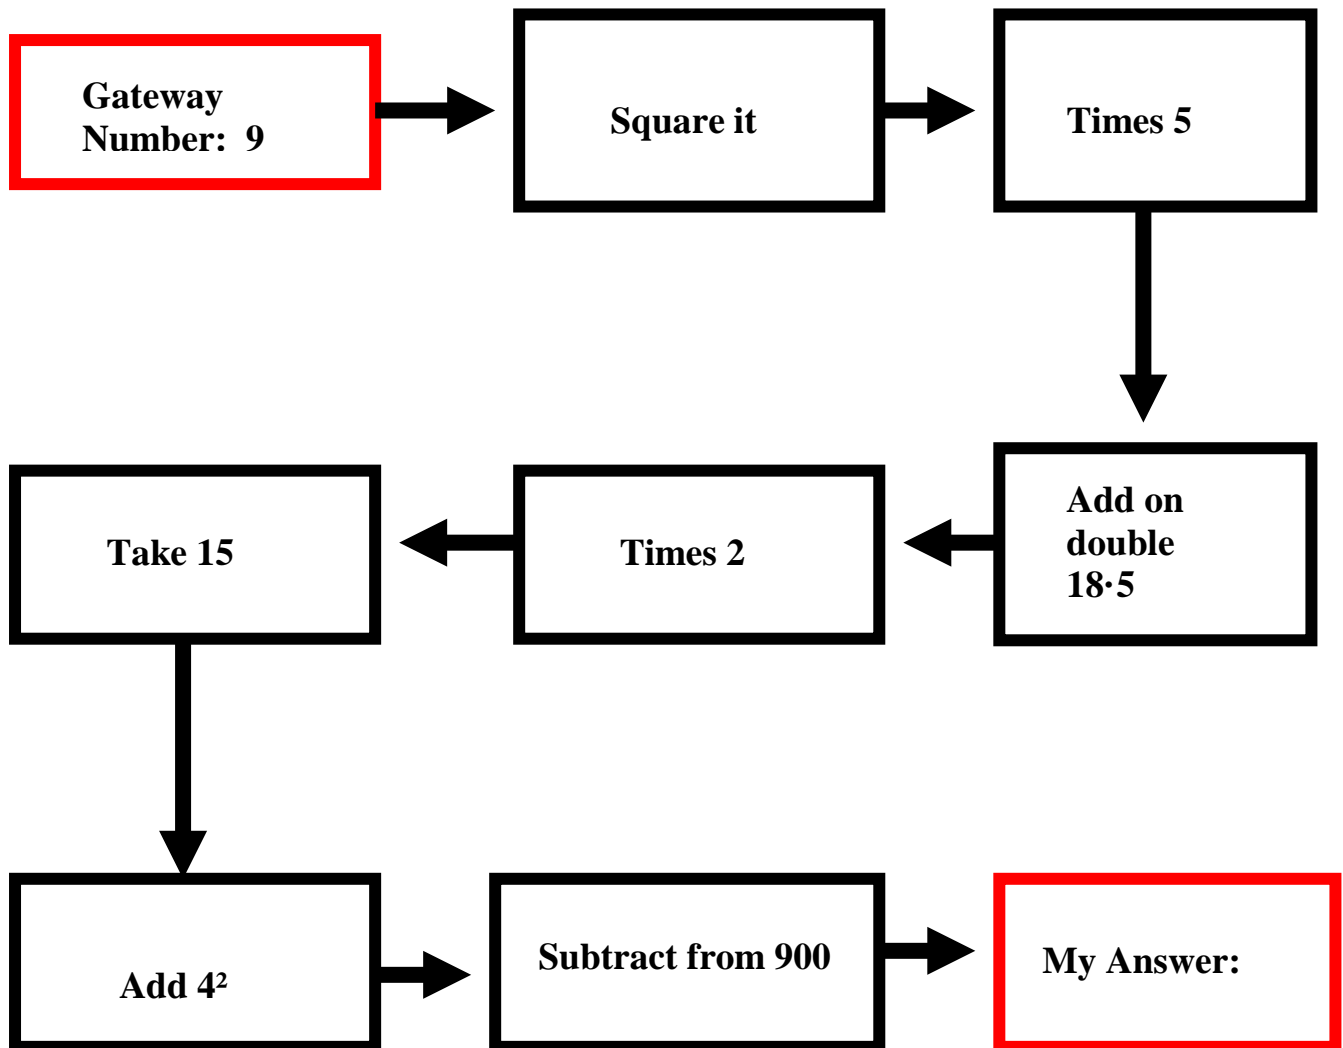 Gateway
Number:  9
Square it
Times 5
Add on
double
18·5
Times 2
Take 15
Add 4²
Subtract from 900
My Answer: